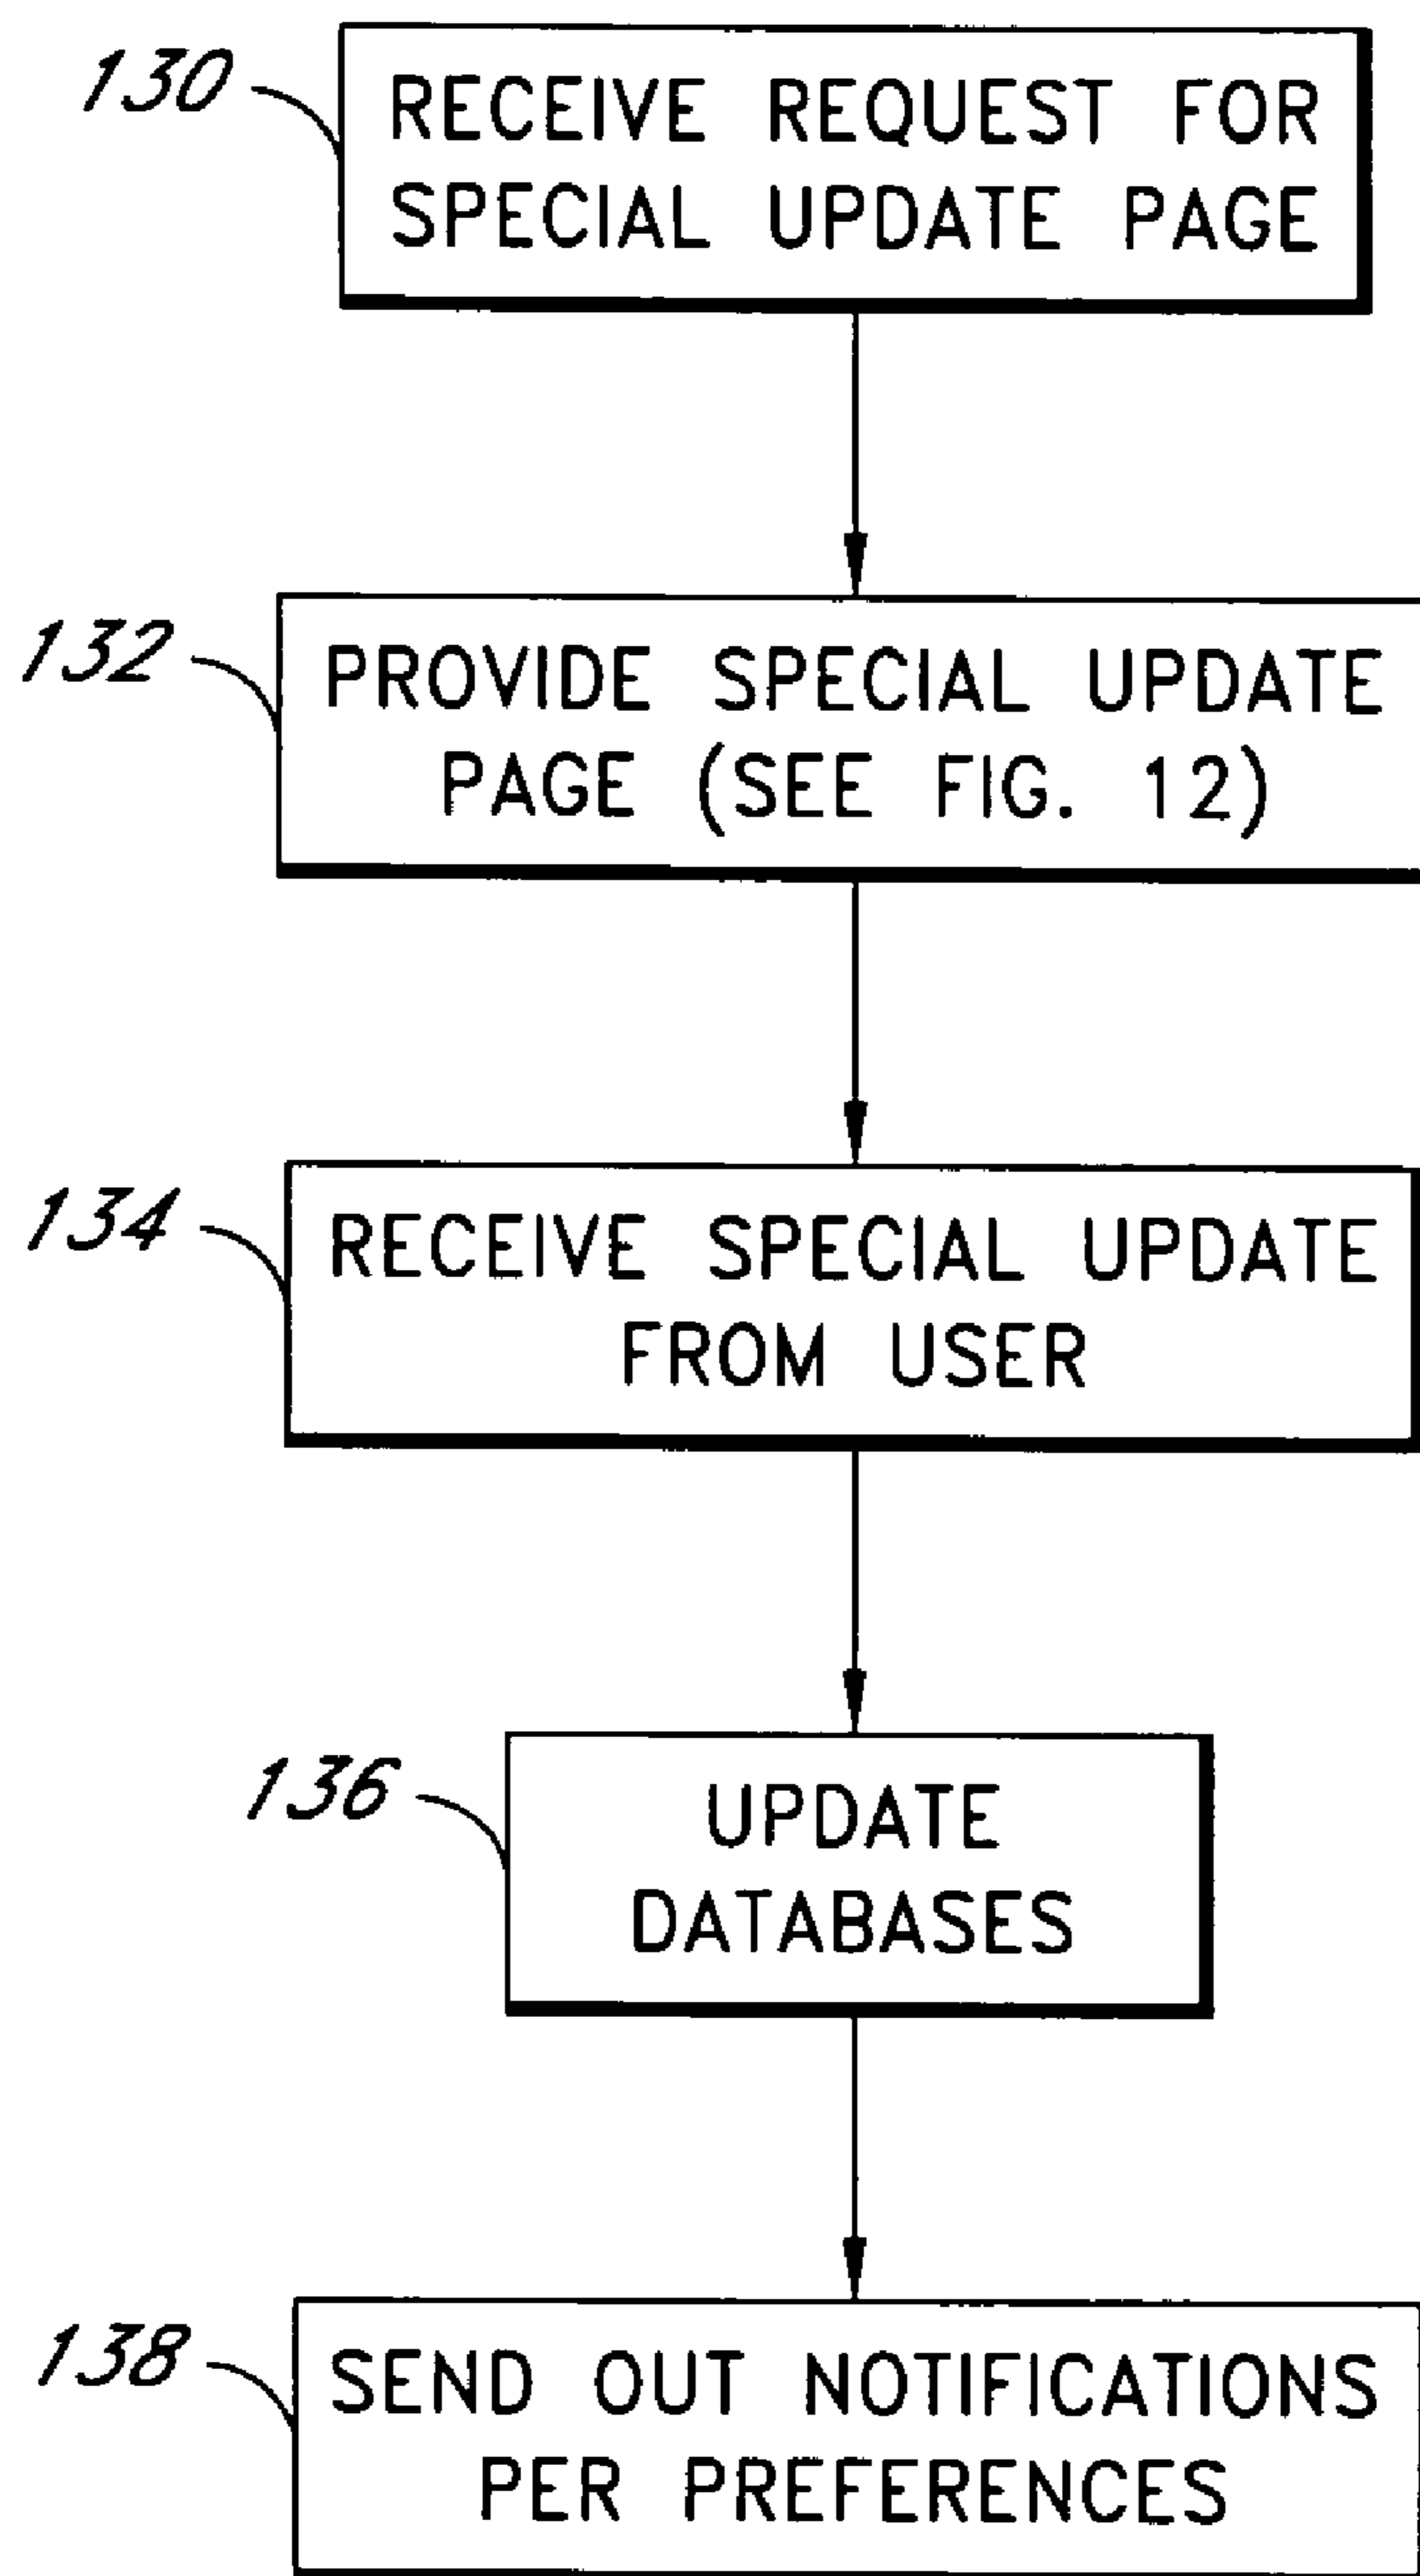 130
RECEIVE REQUEST FOR
SPECIAL UPDATE PAGE
132
PROVIDE SPECIAL UPDATE
PAGE (SEE FIG. 12)
134
RECEIVE SPECIAL UPDATE
FROM USER
136
UPDATE
DATABASES
138
SEND OUT NOTIFICATIONS
PER PREFERENCES